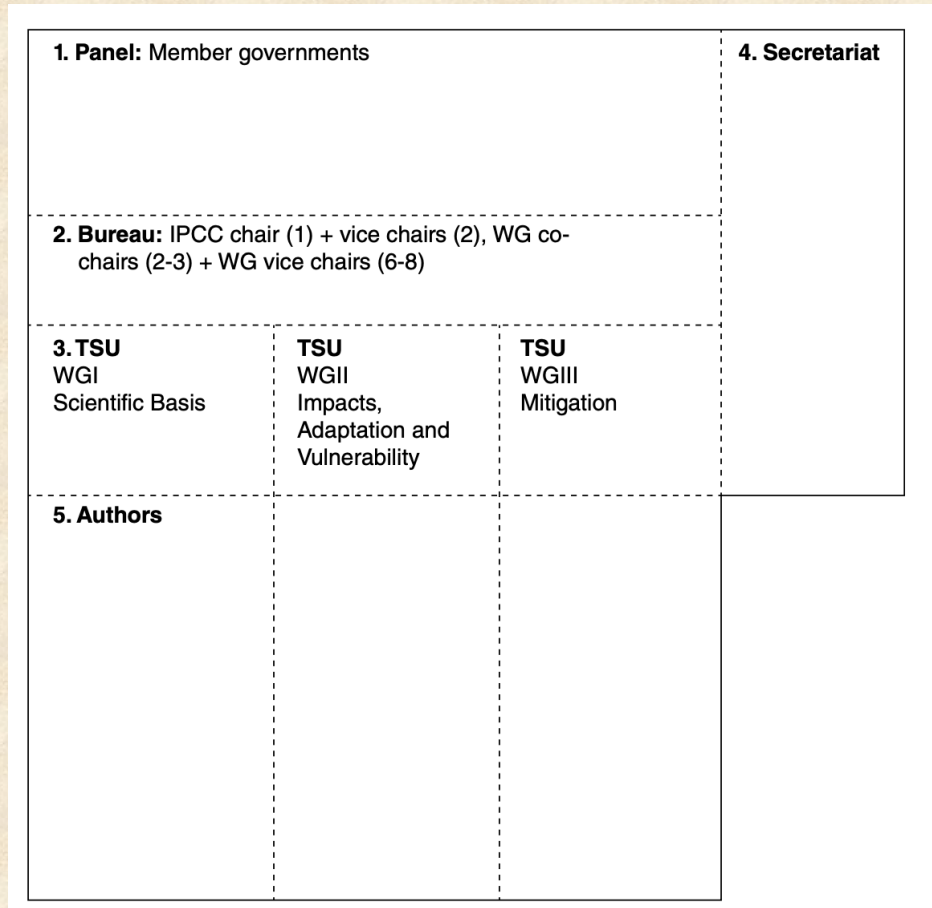 1. Panel: Member governments
4. Secretariat
2. Bureau: IPCC chair (1) + vice chairs (2), WG co-
chairs (2-3) + WG vice chairs (6-8)
3. TSU
WGI
Scientific Basis
TSU
WGII
Impacts,
Adaptation and
Vulnerability
TSU
WGIII
Mitigation
5. Authors